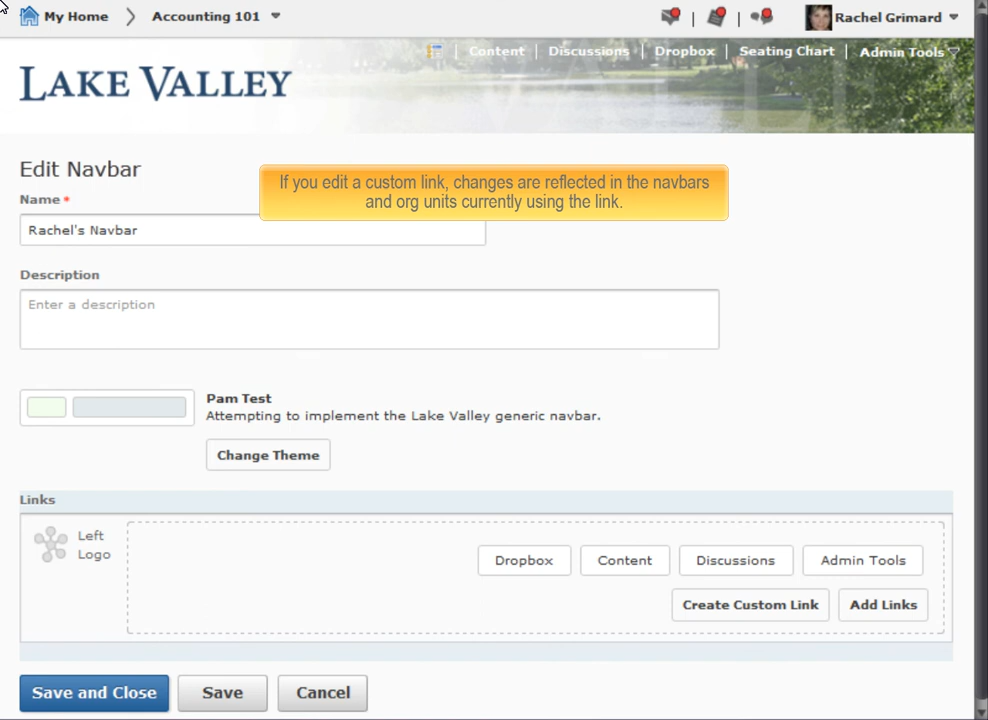 My Home
Accounting 101
Rachel Grimard
Content
Discussions
Dropbox
Seating Chart
Admin Tools
LAKE VALLEY
Edit Navbar
If you edit a custom link, changes are reflected in the navbars
and org units currently using the link.
Name *
Rachel's Navbar
Description
Enter a description
Pam Test
Attempting to implement the Lake Valley generic navbar.
Change Theme
Links
Left
Logo
Dropbox
Content
Discussions
Admin Tools
Create Custom Link
Add Links
Save and Close
Save
Cancel